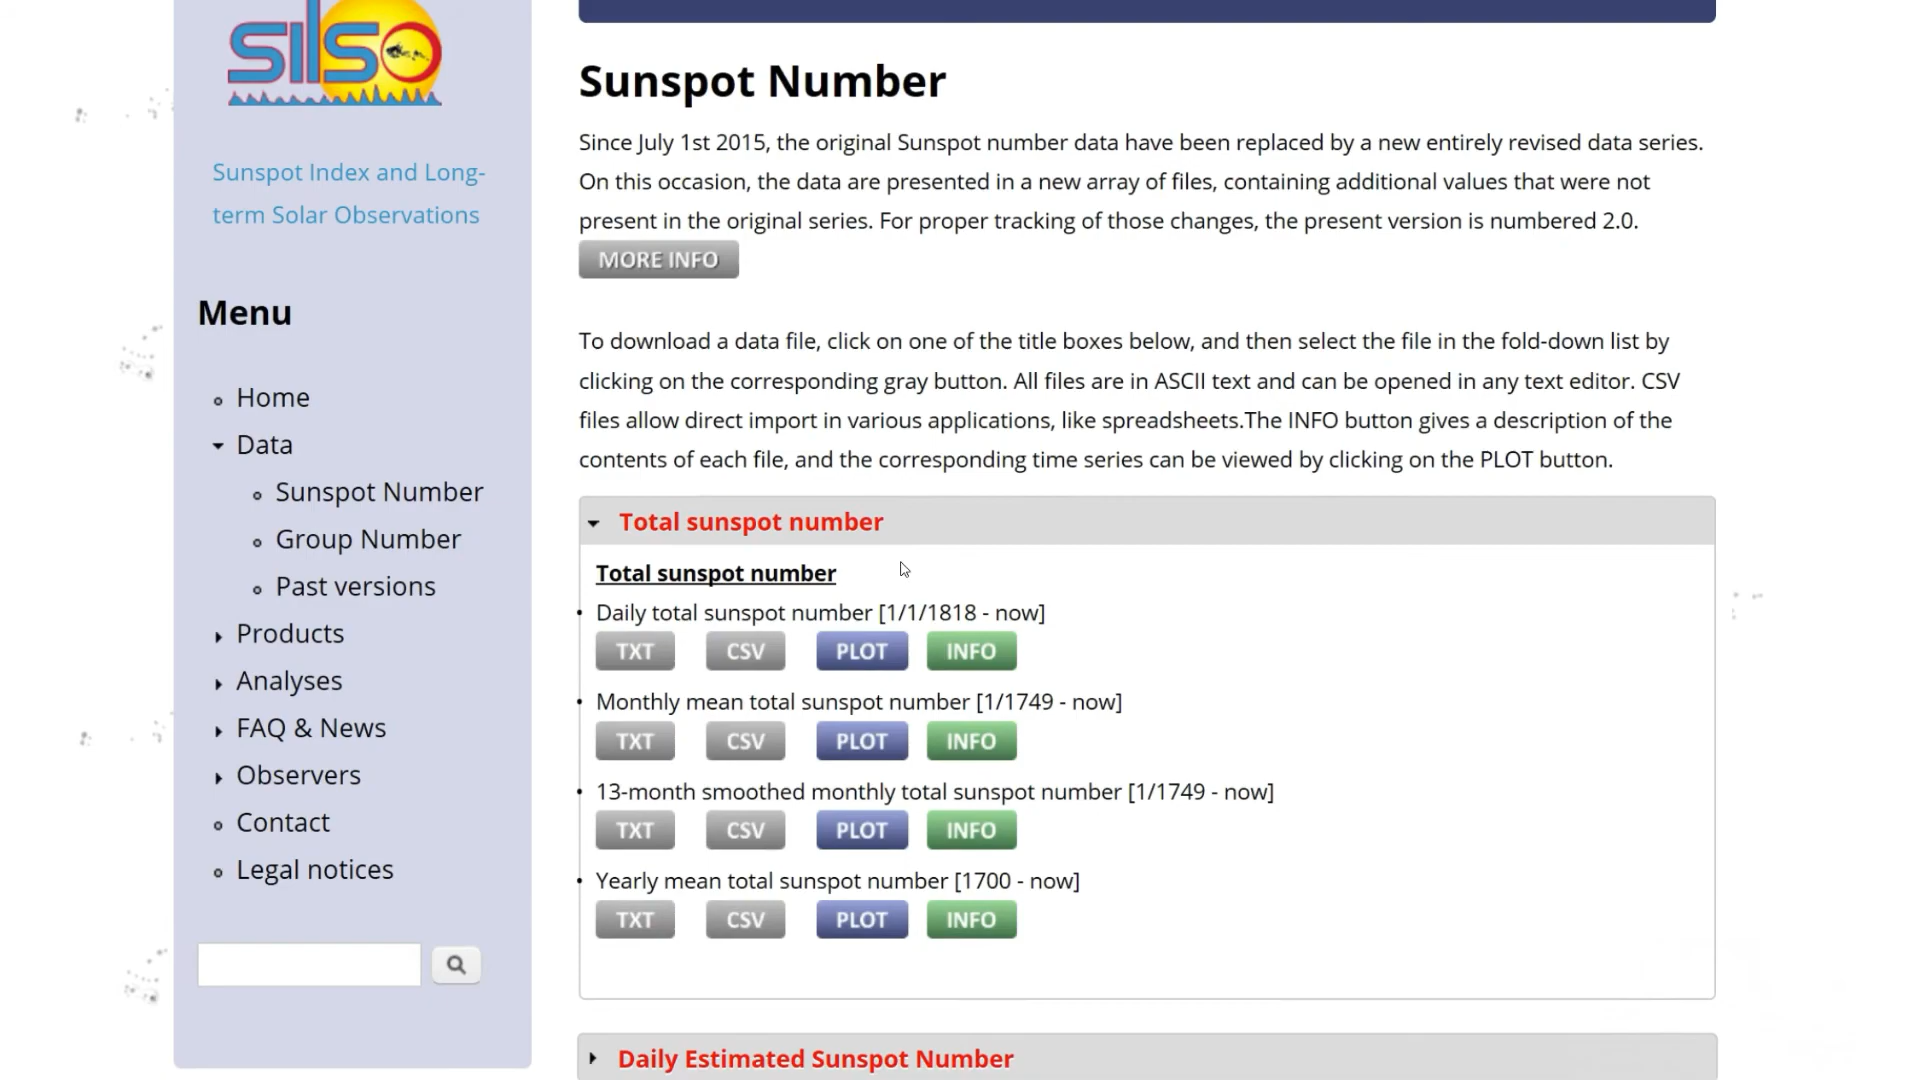 silso
Sunspot Index and Long-
term Solar Observations
Menu
Home
Data
Sunspot Number
Group Number
Past versions
Products
Analyses
FAQ & News
Observers
Contact
Legal notices
Sunspot Number
Since July 1st 2015, the original Sunspot number data have been replaced by a new entirely revised data series.
On this occasion, the data are presented in a new array of files, containing additional values that were not
present in the original series. For proper tracking of those changes, the present version is numbered 2.0.
MORE INFO
To download a data file, click on one of the title boxes below, and then select the file in the fold-down list by
clicking on the corresponding gray button. All files are in ASCII text and can be opened in any text editor. CSV
files allow direct import in various applications, like spreadsheets.The INFO button gives a description of the
contents of each file, and the corresponding time series can be viewed by clicking on the PLOT button.
Total sunspot number
Total sunspot number
Daily total sunspot number [1/1/1818 - now]
TXT CSV PLOT INFO
Monthly mean total sunspot number [1/1749 - now]
TXT CSV PLOT INFO
13-month smoothed monthly total sunspot number [1/1749 - now]
TXT CSV PLOT INFO
Yearly mean total sunspot number [1700 - now]
TXT CSV PLOT INFO
Daily Estimated Sunspot Number